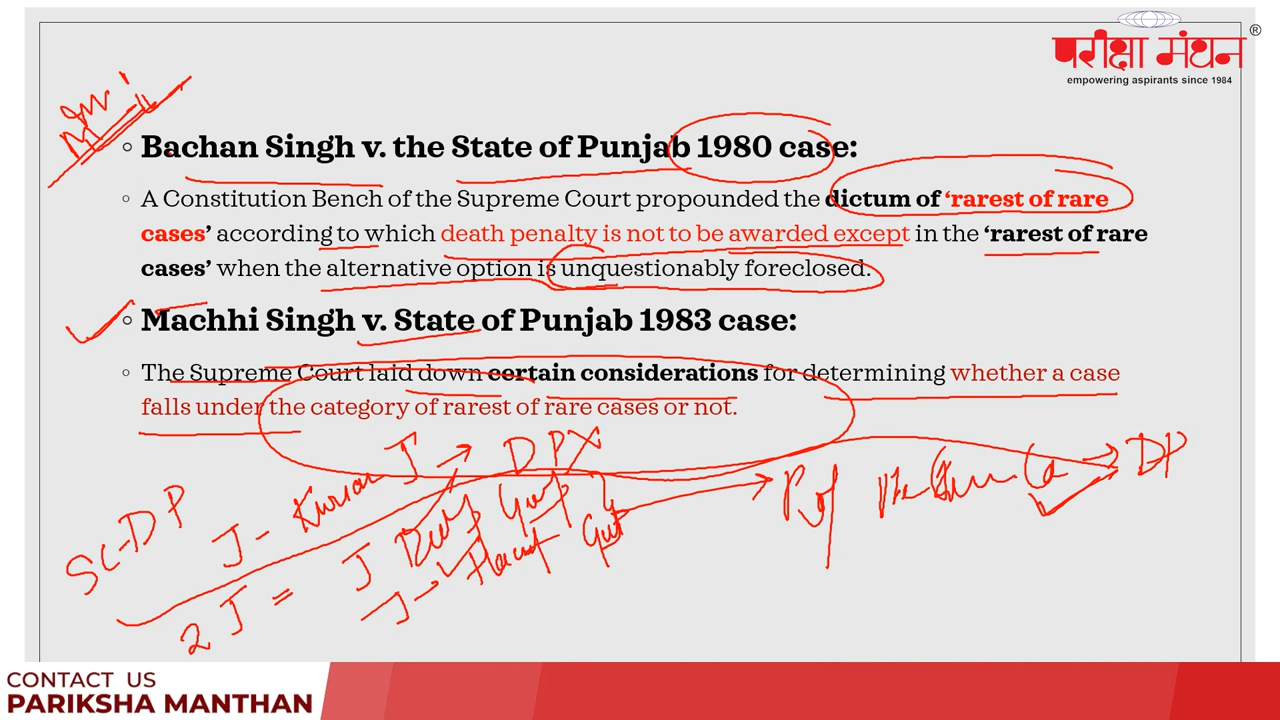 परीक्षा मंथन ®
empowering aspirants since 1984
◦ Bachan Singh v. the State of Punjab 1980 case:
◦ A Constitution Bench of the Supreme Court propounded the dictum of ‘rarest of rare
cases’ according to which death penalty is not to be awarded except in the ‘rarest of rare
cases’ when the alternative option is unquestionably foreclosed.
◦ Machhi Singh v. State of Punjab 1983 case:
◦ The Supreme Court laid down certain considerations for determining whether a case
falls under the category of rarest of rare cases or not.
SC-DP
J - Kurian J → DPX
2 J = J
J -
DP
CONTACT US
PARIKSHA MANTHAN